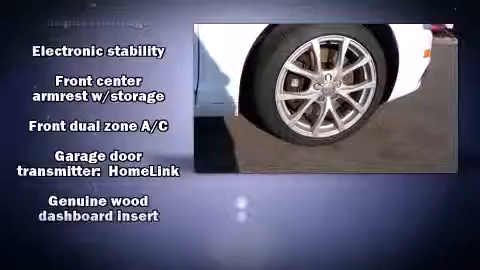 Electronic stability
Front center
armrest w/storage
Front dual zone A/C
Garage door
transmitter: HomeLink
Genuine wood
dashboard insert